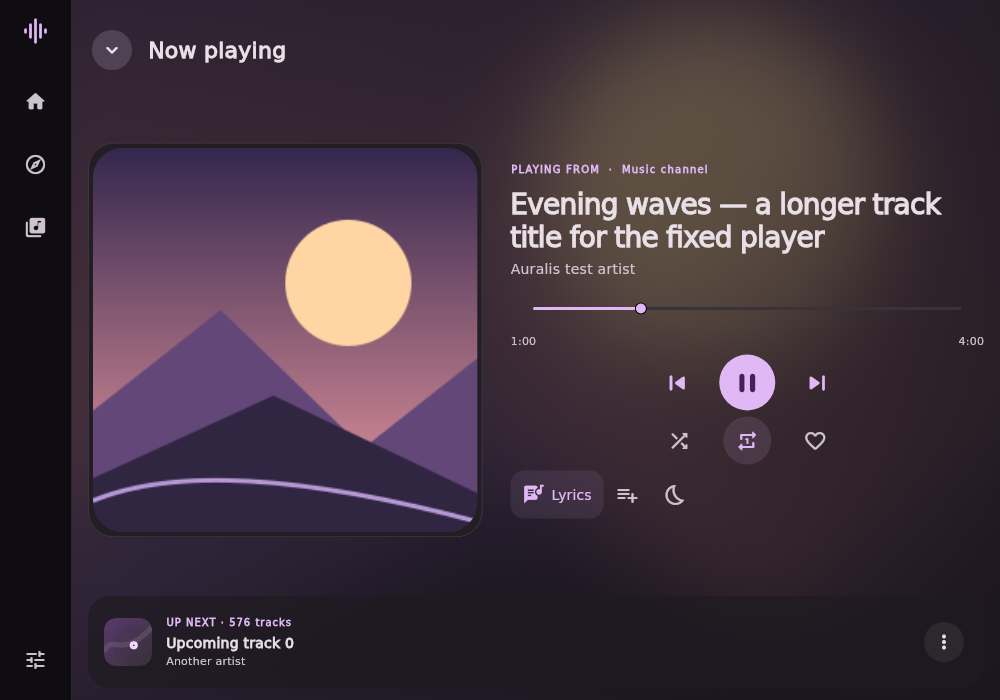 Now playing
PLAYING FROM · Music channel
Evening waves — a longer track
title for the fixed player
Auralis test artist
1:00
4:00
1
Lyrics
UP NEXT · 576 tracks
Upcoming track 0
Another artist